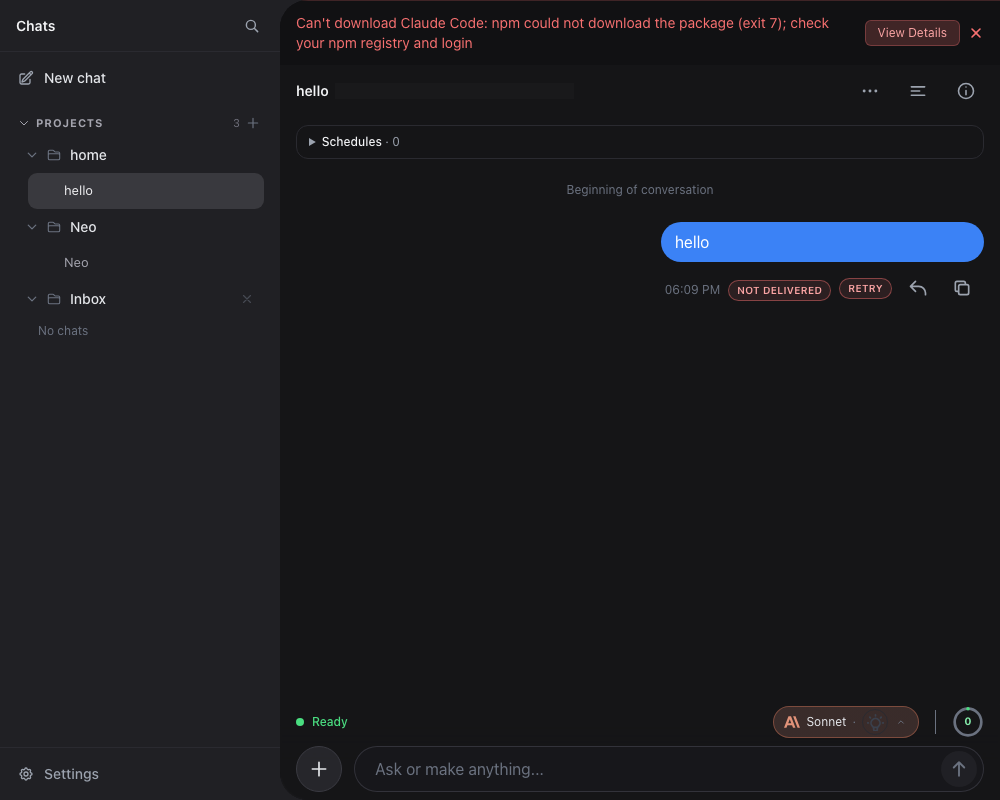 Chats
New chat
PROJECTS 3
home
hello
Neo
Neo
Inbox
No chats
Settings
Can't download Claude Code: npm could not download the package (exit 7); check
your npm registry and login
View Details
hello
Schedules · 0
Beginning of conversation
hello
06:09 PM NOT DELIVERED RETRY
Ready
Sonnet ·
0
Ask or make anything...